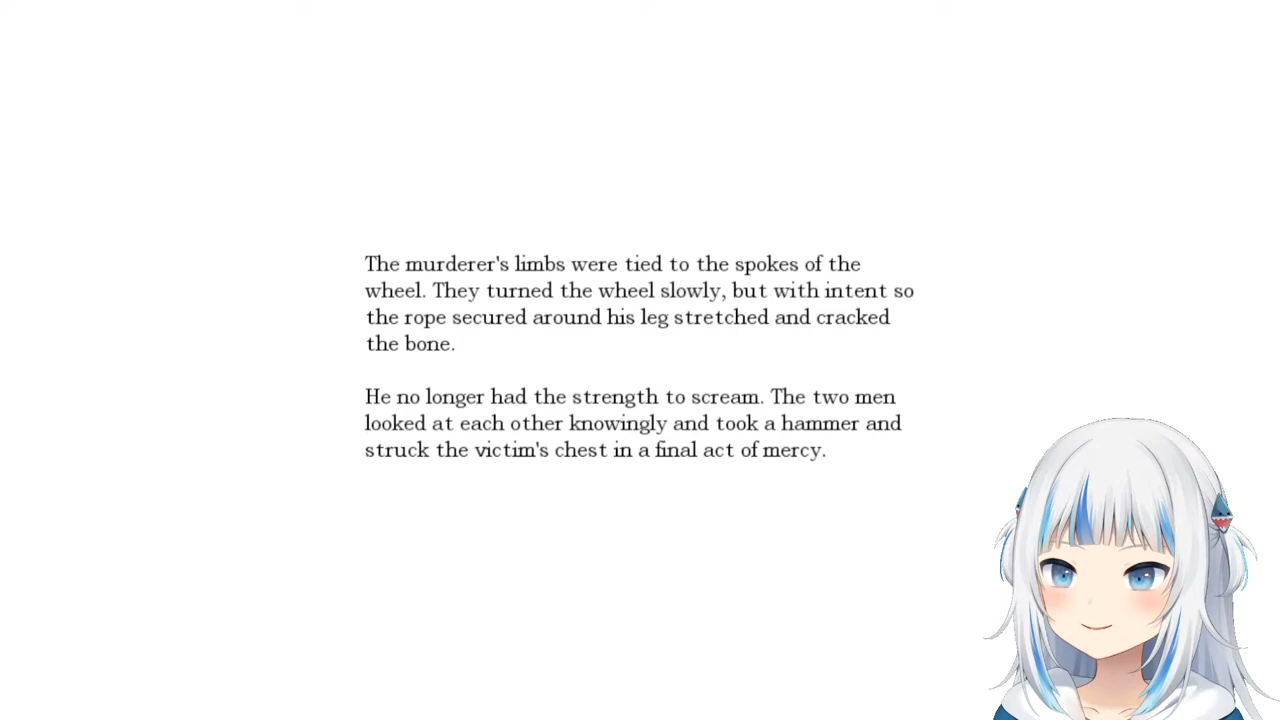 The murderer's limbs were tied to the spokes of the
wheel. They turned the wheel slowly, but with intent so
the rope secured around his leg stretched and cracked
the bone.
He no longer had the strength to scream. The two men
looked at each other knowingly and took a hammer and
struck the victim's chest in a final act of mercy.